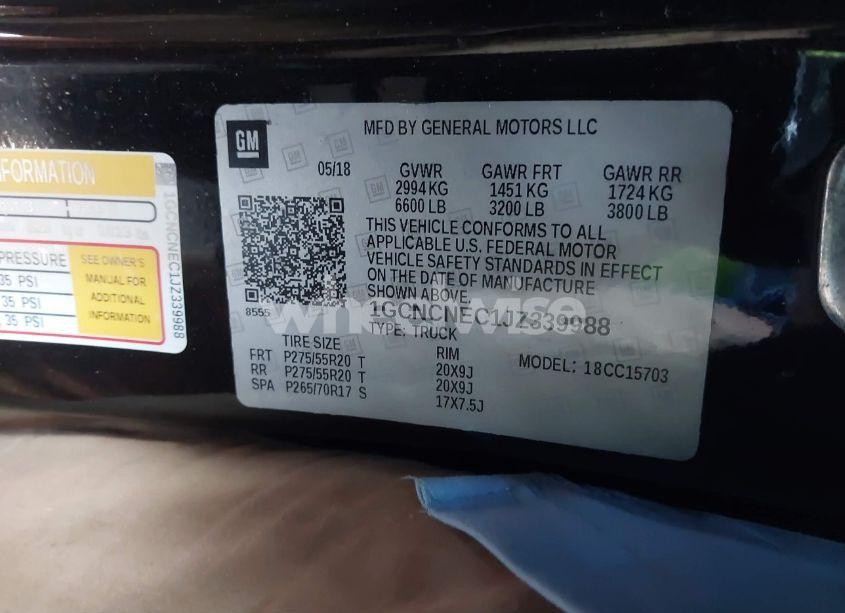 NFORMATION
1GCNCNEC1JZ339988
PRESSURE
SEE OWNER'S
MANUAL FOR
ADDITIONAL
INFORMATION
35 PSI
, 35 PSI
, 35 PSI
GM
MFD BY GENERAL MOTORS LLC
05/18
GVWR GAWR FRT GAWR RR
2994 KG 1451 KG 1724 KG
6600 LB 3200 LB 3800 LB
THIS VEHICLE CONFORMS TO ALL
APPLICABLE U.S. FEDERAL MOTOR
VEHICLE SAFETY STANDARDS IN EFFECT
ON THE DATE OF MANUFACTURE
SHOWN ABOVE.
8555
1GCNCNEC1JZ339988
TYPE: TRUCK
TIRE SIZE RIM
FRT P275/55R20 T 20X9J
RR P275/55R20 T 20X9J
SPA P265/70R17 S 17X7.5J
MODEL: 18CC15703